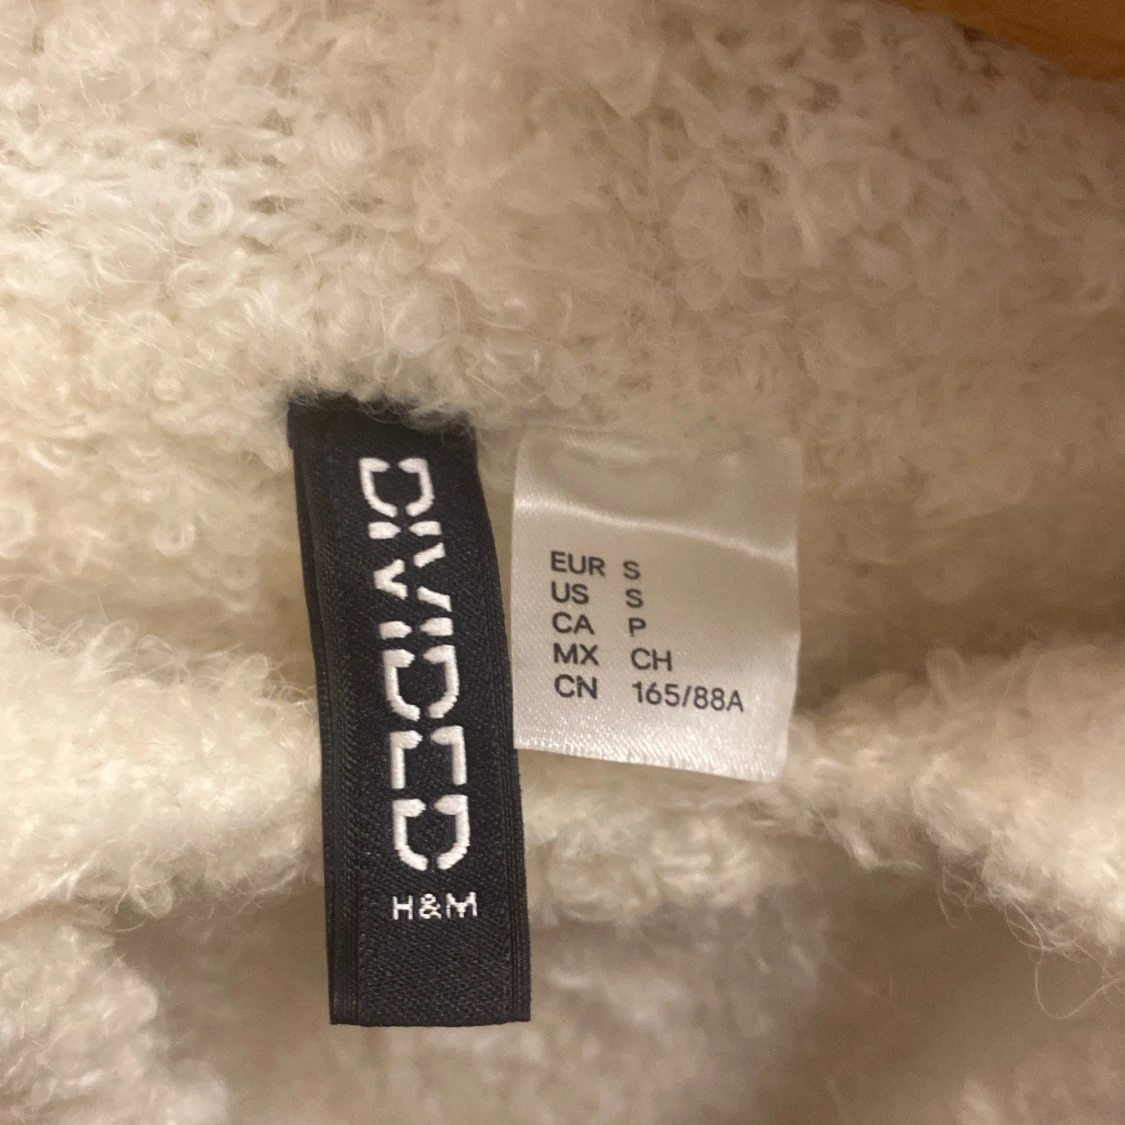 DIVIDED
H&M
EUR S
US S
CA P
MX CH
CN 165/88A